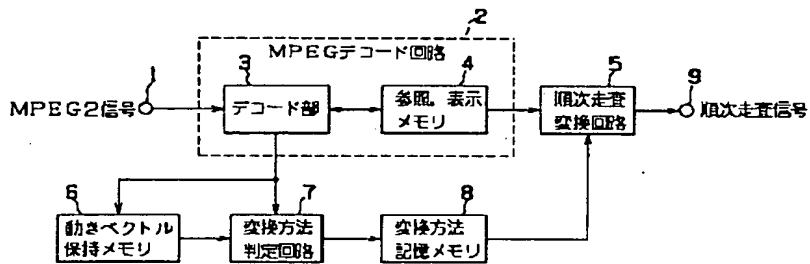 2
MPEGデコード回路
1
3
4
5
9
MPEG2信号
デコード部
参照。表示
メモリ
順次走査
変換回路
順次走査信号
6
7
8
動きベクトル
保持メモリ
変換方法
判定回路
変換方法
記憶メモリ